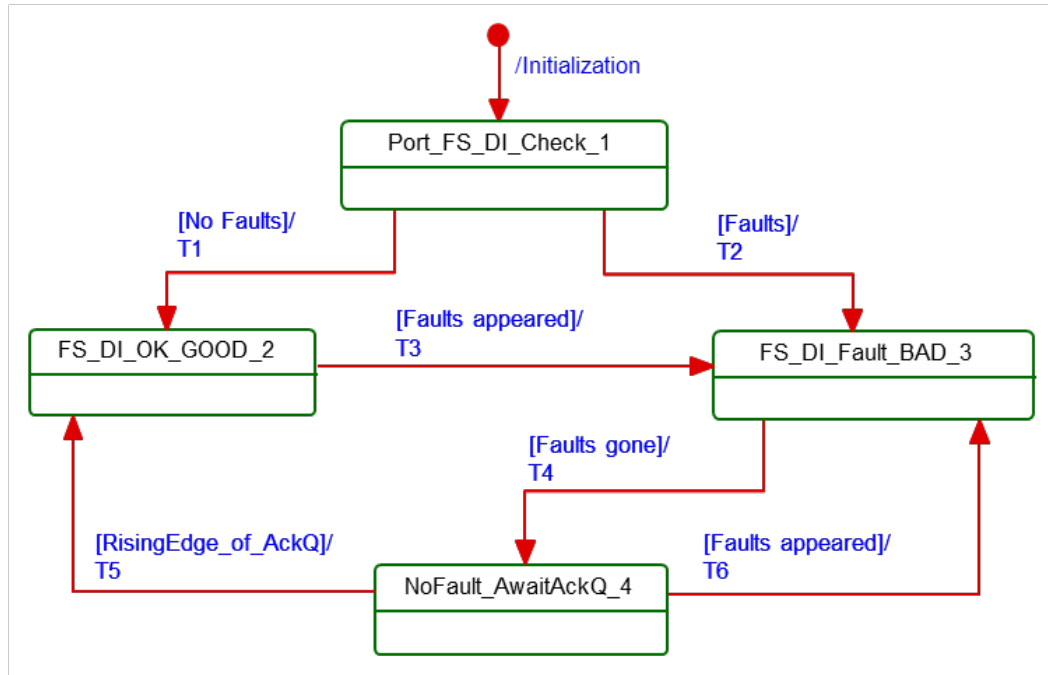 /Initialization
Port_FS_DI_Check_1
[No Faults]/
T1
[Faults]/
T2
FS_DI_OK_GOOD_2
[Faults appeared]/
T3
FS_DI_Fault_BAD_3
[Faults gone]/
T4
[RisingEdge_of_AckQ]/
T5
NoFault_AwaitAckQ_4
[Faults appeared]/
T6